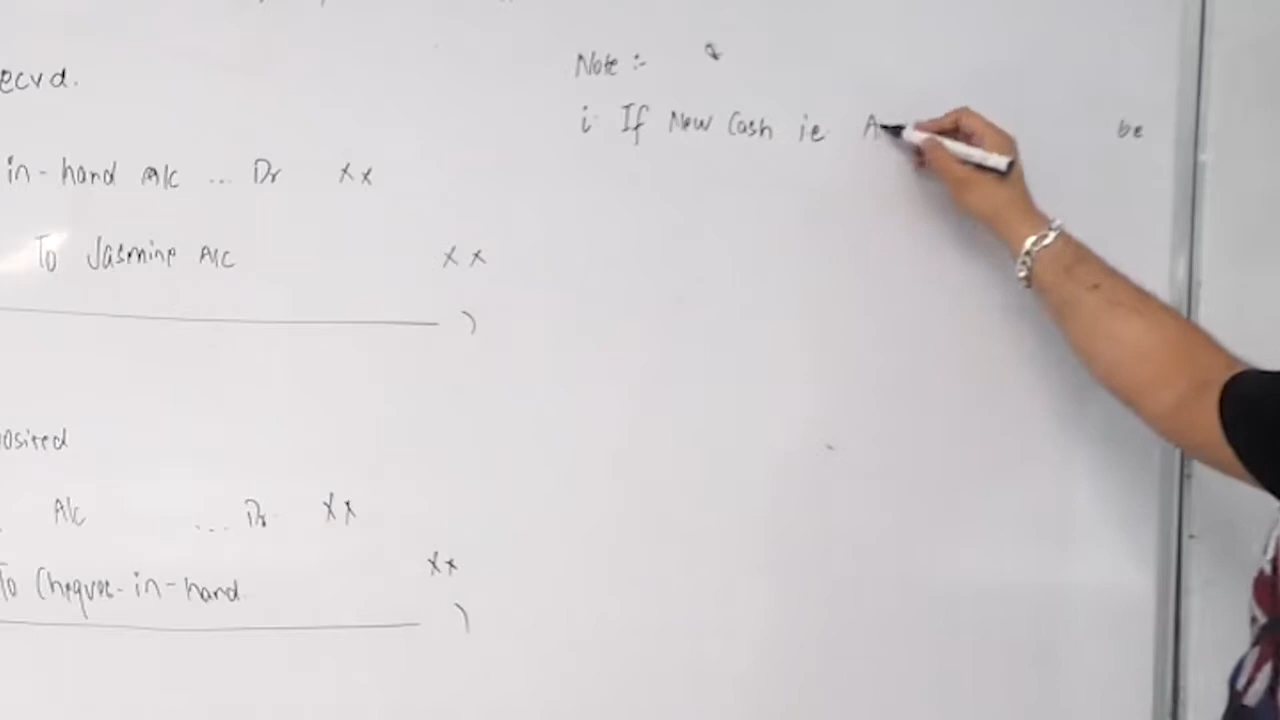 ecvd.
in-hand A/c ... Dr xx
To Jasmine A/c xx
)
osited
A/c ... Dr xx
To Cheque-in-hand xx
)
Note :-
i If New Cash ie A be